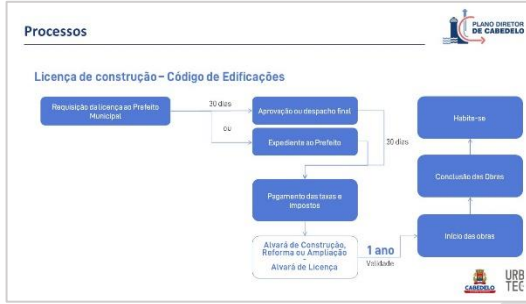 Processos
PLANO DIRETOR
DE CABEDELO
Licença de construção – Código de Edificações
Requisição da licença ao Prefeito
Municipal
30 dias
ou
Aprovação ou despacho final
Expediente ao Prefeito
30 dias
Pagamento das taxas e
impostos
Alvará de Construção,
Reforma ou Ampliação
-
Alvará de Licença
1 ano
Validade
Início das obras
Conclusão das Obras
Habite-se
CABEDELO
URB
TEC